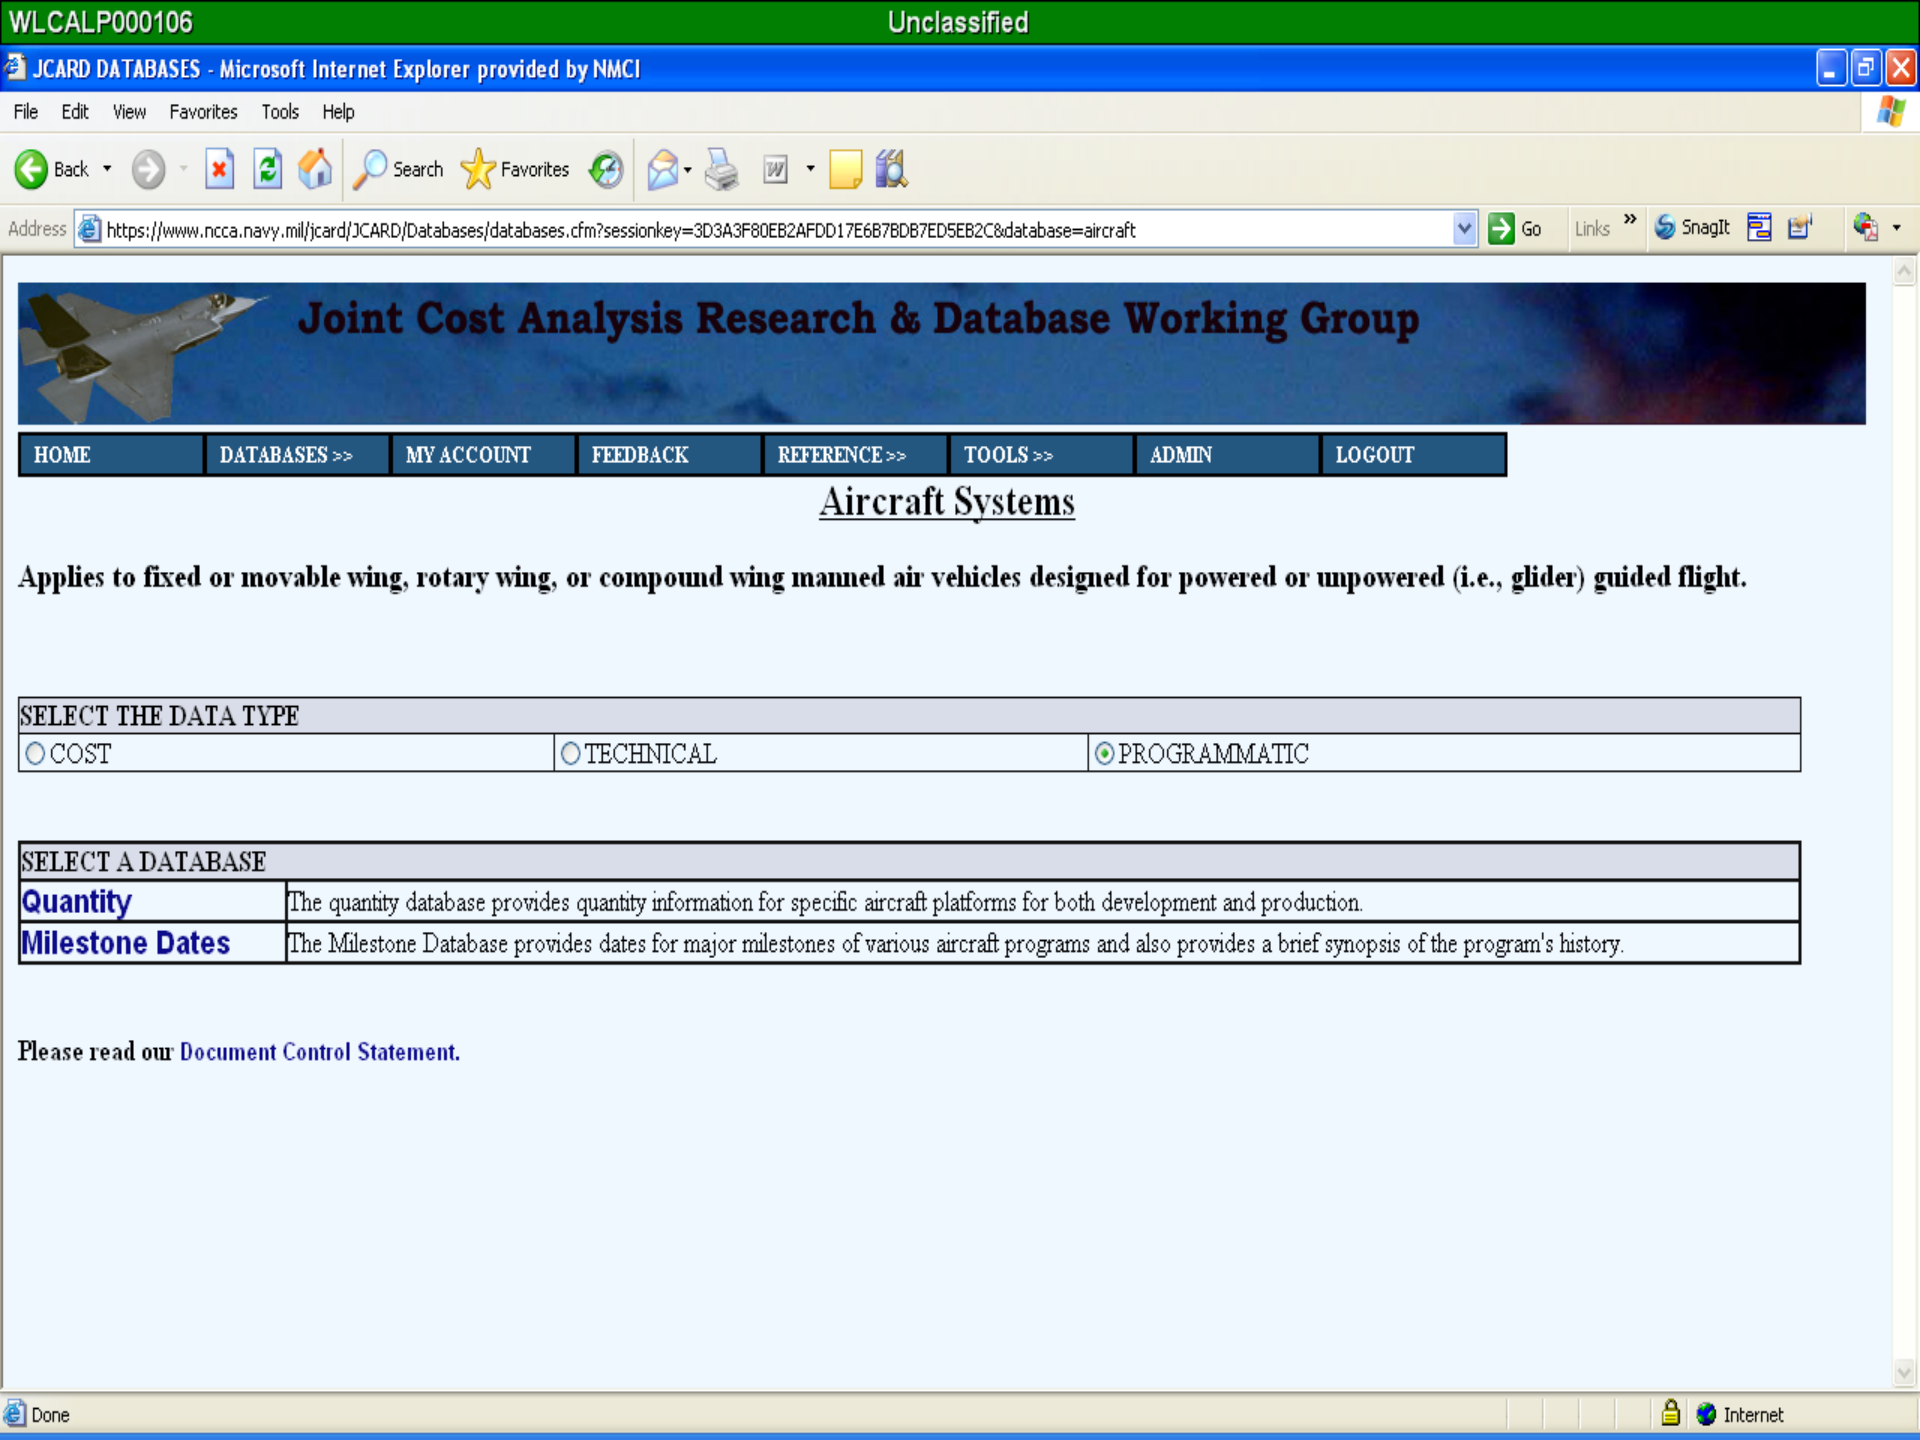 WLCALP000106 Unclassified
JCARD DATABASES - Microsoft Internet Explorer provided by NMCI
File Edit View Favorites Tools Help
Back Search Favorites
Address https://www.ncca.navy.mil/jcard/JCARD/Databases/databases.cfm?sessionkey=3D3A3F80EB2AFDD17E6B7BDB7ED5EB2C&database=aircraft Go Links » SnagIt
Joint Cost Analysis Research & Database Working Group
HOME DATABASES >> MY ACCOUNT FEEDBACK REFERENCE >> TOOLS >> ADMIN LOGOUT
Aircraft Systems
Applies to fixed or movable wing, rotary wing, or compound wing manned air vehicles designed for powered or unpowered (i.e., glider) guided flight.
SELECT THE DATA TYPE
COST TECHNICAL PROGRAMMATIC
SELECT A DATABASE
Quantity The quantity database provides quantity information for specific aircraft platforms for both development and production.
Milestone Dates The Milestone Database provides dates for major milestones of various aircraft programs and also provides a brief synopsis of the program's history.
Please read our Document Control Statement.
Done Internet